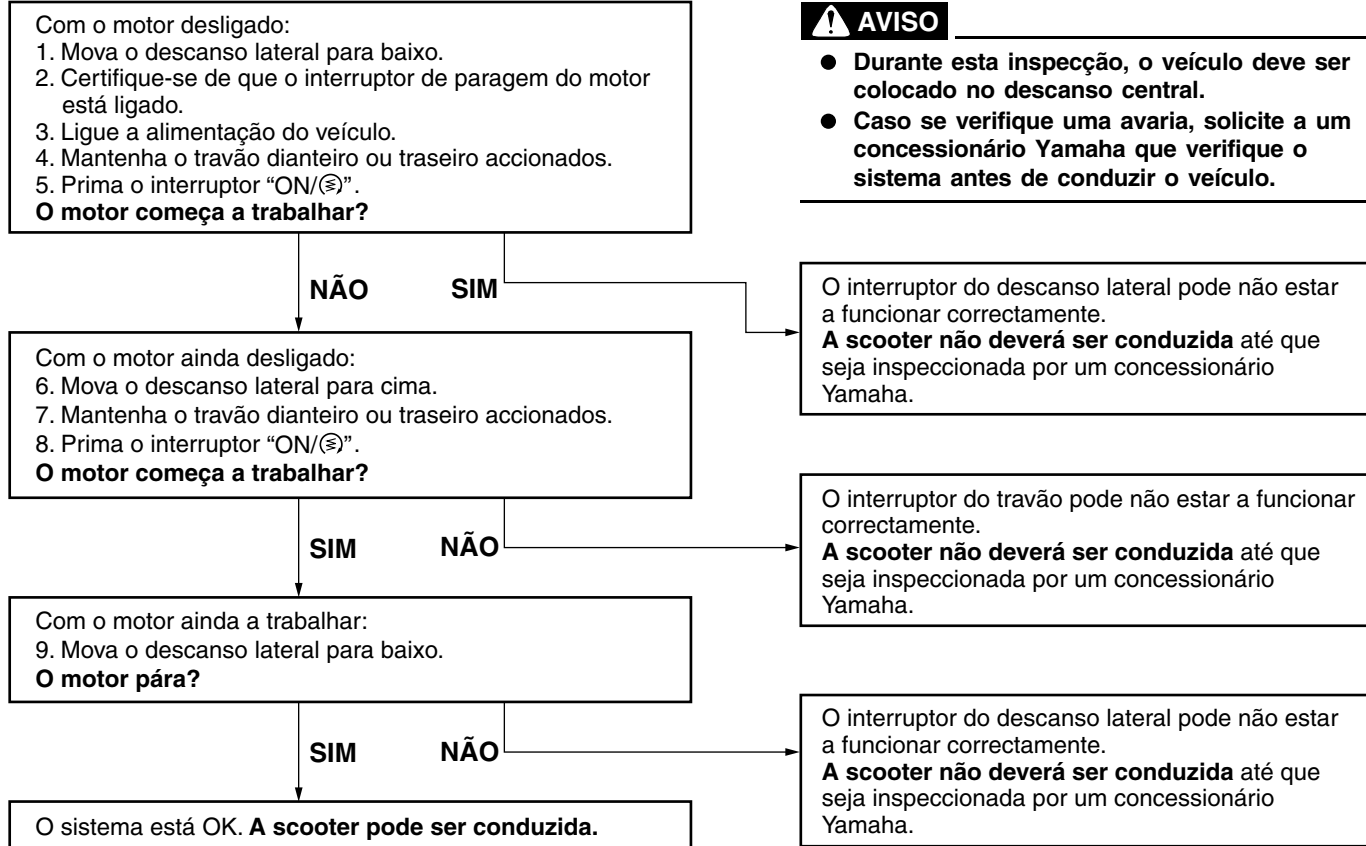 Com o motor desligado:
1. Mova o descanso lateral para baixo.
2. Certifique-se de que o interruptor de paragem do motor
está ligado.
3. Ligue a alimentação do veículo.
4. Mantenha o travão dianteiro ou traseiro accionados.
5. Prima o interruptor “ON/”.
O motor começa a trabalhar?
AVISO
● Durante esta inspecção, o veículo deve ser
colocado no descanso central.
● Caso se verifique uma avaria, solicite a um
concessionário Yamaha que verifique o
sistema antes de conduzir o veículo.
NÃO
SIM
O interruptor do descanso lateral pode não estar
a funcionar correctamente.
A scooter não deverá ser conduzida até que
seja inspeccionada por um concessionário
Yamaha.
Com o motor ainda desligado:
6. Mova o descanso lateral para cima.
7. Mantenha o travão dianteiro ou traseiro accionados.
8. Prima o interruptor “ON/”.
O motor começa a trabalhar?
SIM
NÃO
O interruptor do travão pode não estar a funcionar
correctamente.
A scooter não deverá ser conduzida até que
seja inspeccionada por um concessionário
Yamaha.
Com o motor ainda a trabalhar:
9. Mova o descanso lateral para baixo.
O motor pára?
SIM
NÃO
O interruptor do descanso lateral pode não estar
a funcionar correctamente.
A scooter não deverá ser conduzida até que
seja inspeccionada por um concessionário
Yamaha.
O sistema está OK. A scooter pode ser conduzida.